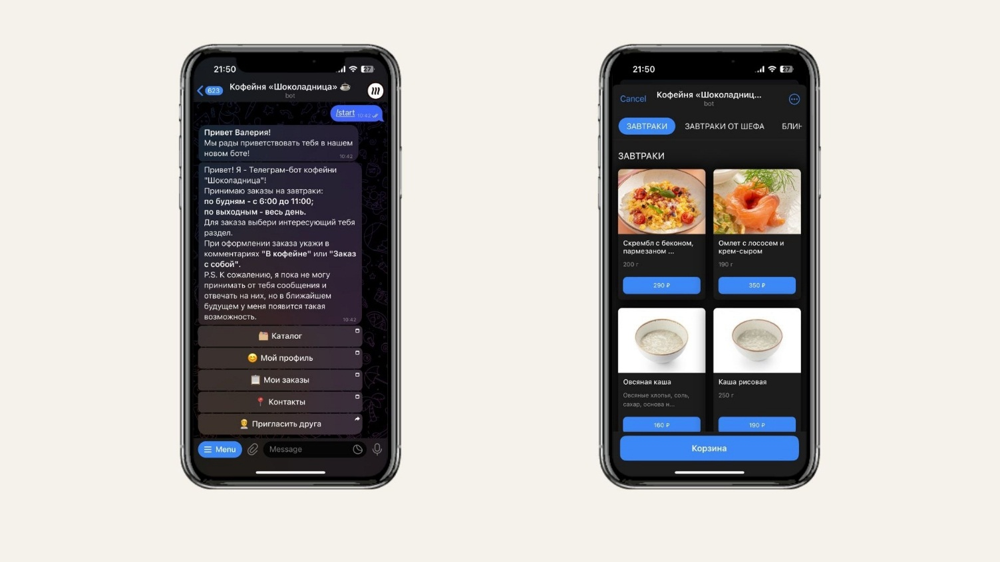 21:50
27
623
Кофейня «Шоколадница» ☕
bot
/start 10:42
Привет Валерия!
Мы рады приветствовать тебя в нашем
новом боте!
10:42
Привет! Я - Телеграм-бот кофейни
"Шоколадница"!
Принимаю заказы на завтраки:
по будням - с 6:00 до 11:00;
по выходным - весь день.
Для заказа выбери интересующий тебя
раздел.
При оформлении заказа укажи в
комментариях "В кофейне" или "Заказ
с собой".
P.S. К сожалению, я пока не могу
принимать от тебя сообщения и
отвечать на них, но в ближайшем
будущем у меня появится такая
возможность.
10:42
Каталог
Мой профиль
Мои заказы
Контакты
Пригласить друга
Menu
Message
21:50
27
Cancel
Кофейня «Шоколадниц...
bot
ЗАВТРАКИ
ЗАВТРАКИ ОТ ШЕФА
БЛИН
ЗАВТРАКИ
Скрембл с беконом,
пармезаном ...
200 г
290 ₽
Омлет с лососем и
крем-сыром
190 г
350 ₽
Овсяная каша
Овсяные хлопья, соль,
сахар, основа н...
160 ₽
Каша рисовая
250 г
190 ₽
Корзина